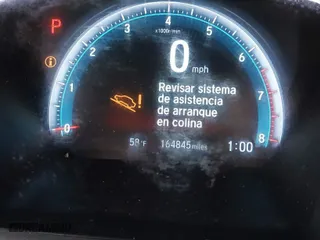 4
3
5
P
x1000r/min
2
6
0 mph
i
Revisar sistema
de asistencia
de arranque
en colina
!
1
7
0
8
59°F
164845 miles
1:00